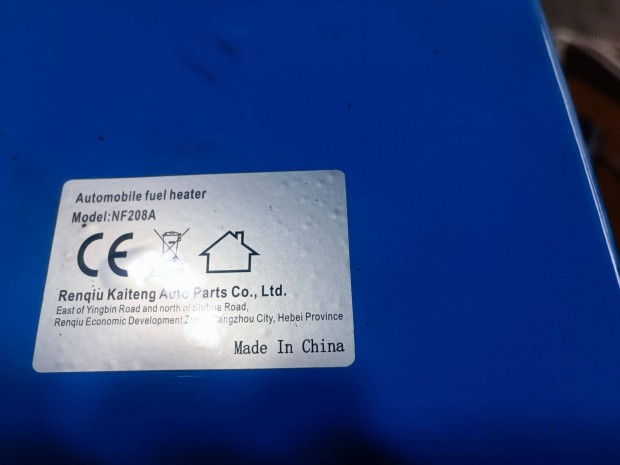 Automobile fuel heater
Model:NF208A
CE
Renqiu Kaiteng Auto Parts Co., Ltd.
East of Yingbin Road and north of Shihua Road,
Renqiu Economic Development City, Hebei Province
Made In China